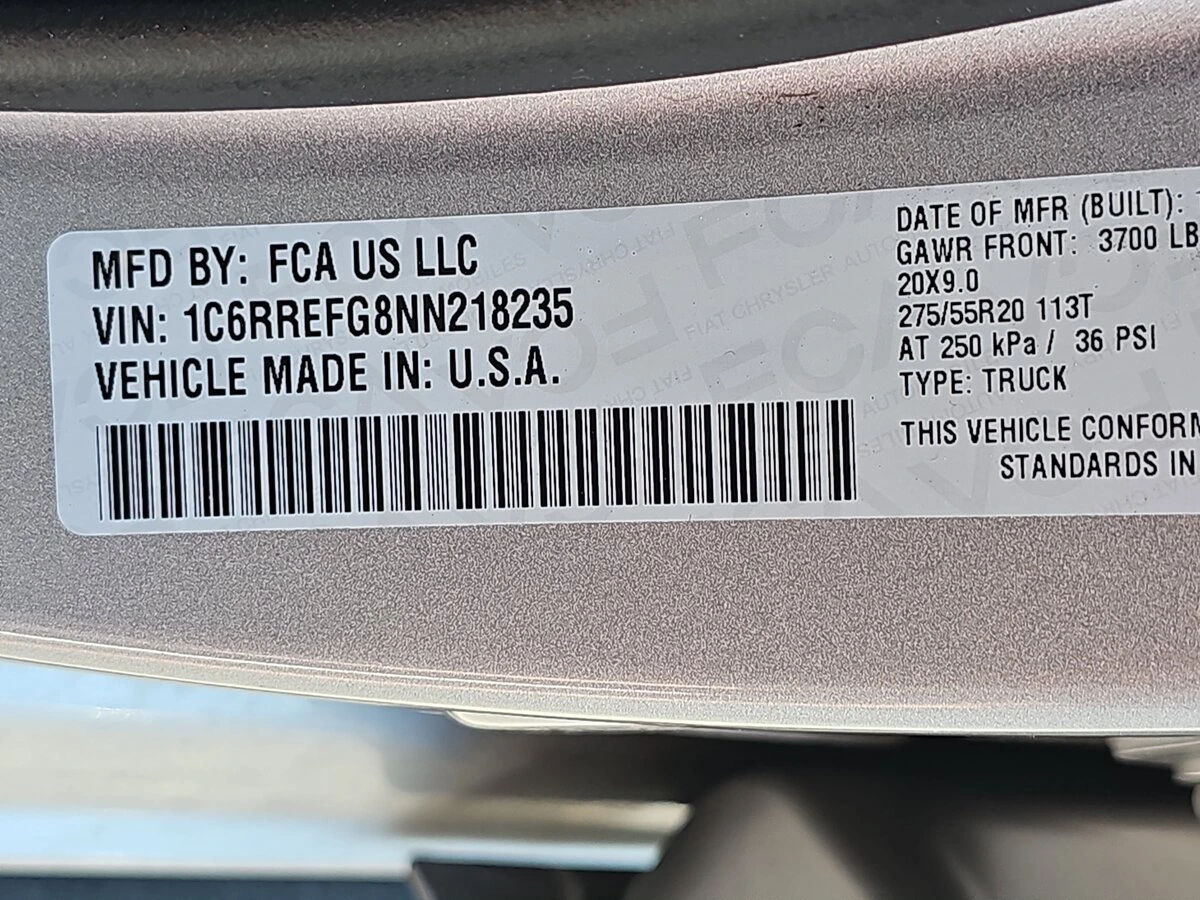 MFD BY: FCA US LLC
VIN: 1C6RREFG8NN218235
VEHICLE MADE IN: U.S.A.
DATE OF MFR (BUILT):
GAWR FRONT: 3700 LB
20X9.0
275/55R20 113T
AT 250 kPa / 36 PSI
TYPE: TRUCK
THIS VEHICLE CONFORM
STANDARDS IN